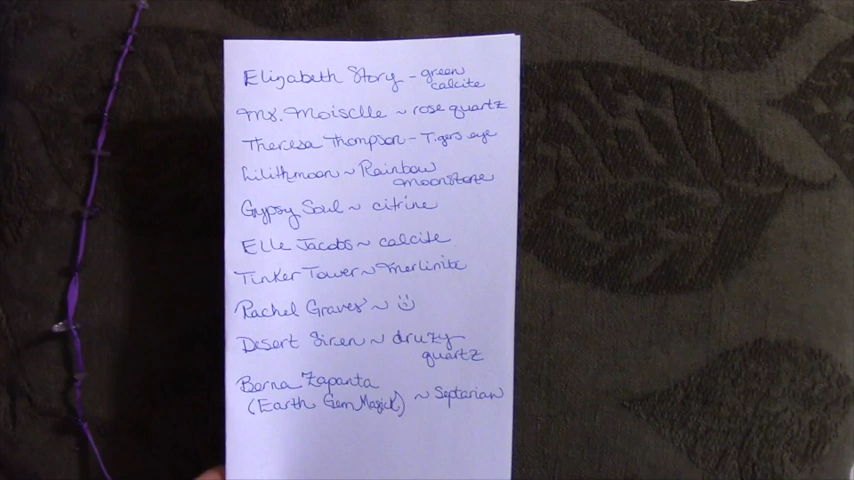 Elizabeth Story - green
calcite
Ms. Moiselle ~ rose quartz
Theresa Thompson - Tigers eye
Lilithmoon ~ Rainbow
moonstone
Gypsy Soul ~ citrine
Elle Jacobs ~ calcite
Tinker Tower ~ Merlinite
Rachel Graves ~ :)
Desert Siren ~ druzy
quartz
Berna Zapanta
(Earth Gem Magick) ~ Septarian